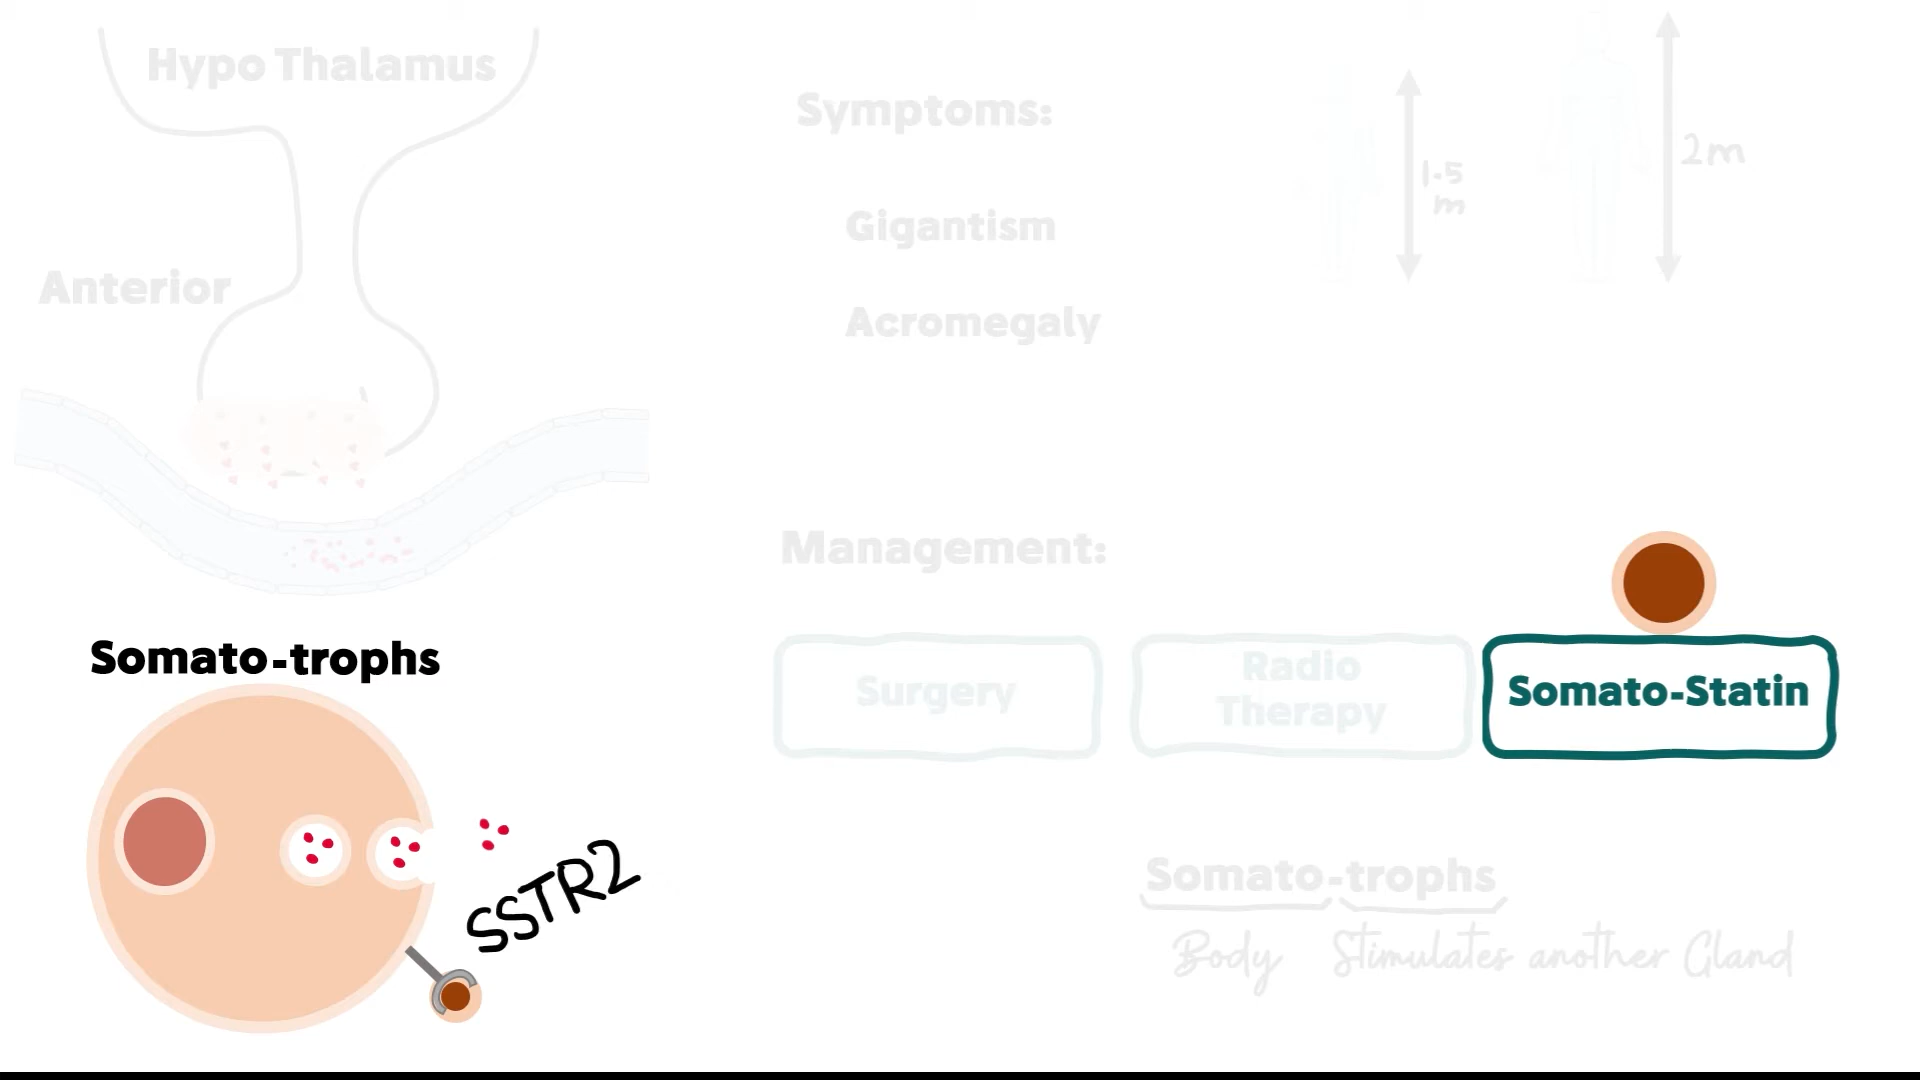 Hypo Thalamus
Anterior
Somato-trophs
SSTR2
Symptoms:
Gigantism
Acromegaly
1.5
m
2m
Management:
Surgery
Radio
Therapy
Somato-Statin
Somato-trophs
Body Stimulates another Gland